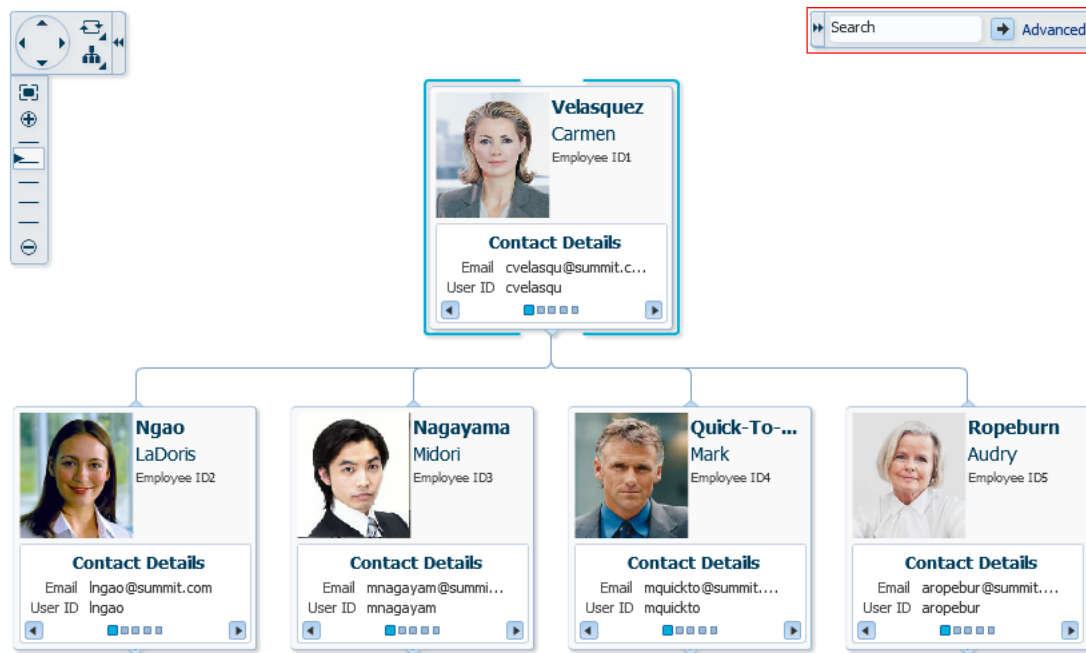 Search Advanced
Velasquez
Carmen
Employee ID1
Contact Details
Email cvelasqu@summit.c...
User ID cvelasqu
Ngao
LaDoris
Employee ID2
Contact Details
Email lngao@summit.com
User ID lngao
Nagayama
Midori
Employee ID3
Contact Details
Email mnagayam@summi...
User ID mnagayam
Quick-To-...
Mark
Employee ID4
Contact Details
Email mquickto@summit....
User ID mquickto
Ropeburn
Audry
Employee ID5
Contact Details
Email aropebur@summit....
User ID aropebur